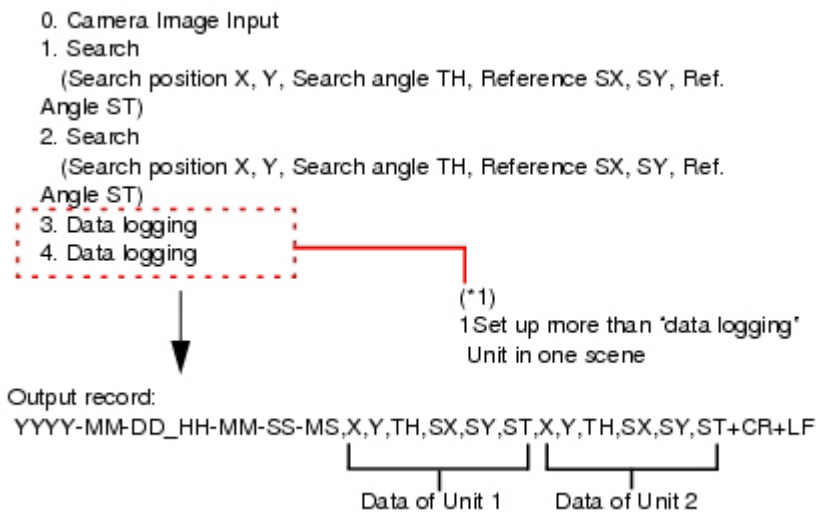 0. Camera Image Input
1. Search
(Search position X, Y, Search angle TH, Reference SX, SY, Ref.
Angle ST)
2. Search
(Search position X, Y, Search angle TH, Reference SX, SY, Ref.
Angle ST)
3. Data logging
4. Data logging
(*1)
1Set up more than "data logging"
Unit in one scene
Output record:
YYYY-MM-DD_HH-MM-SS-MS,X,Y,TH,SX,SY,ST,X,Y,TH,SX,SY,ST+CR+LF
Data of Unit 1
Data of Unit 2